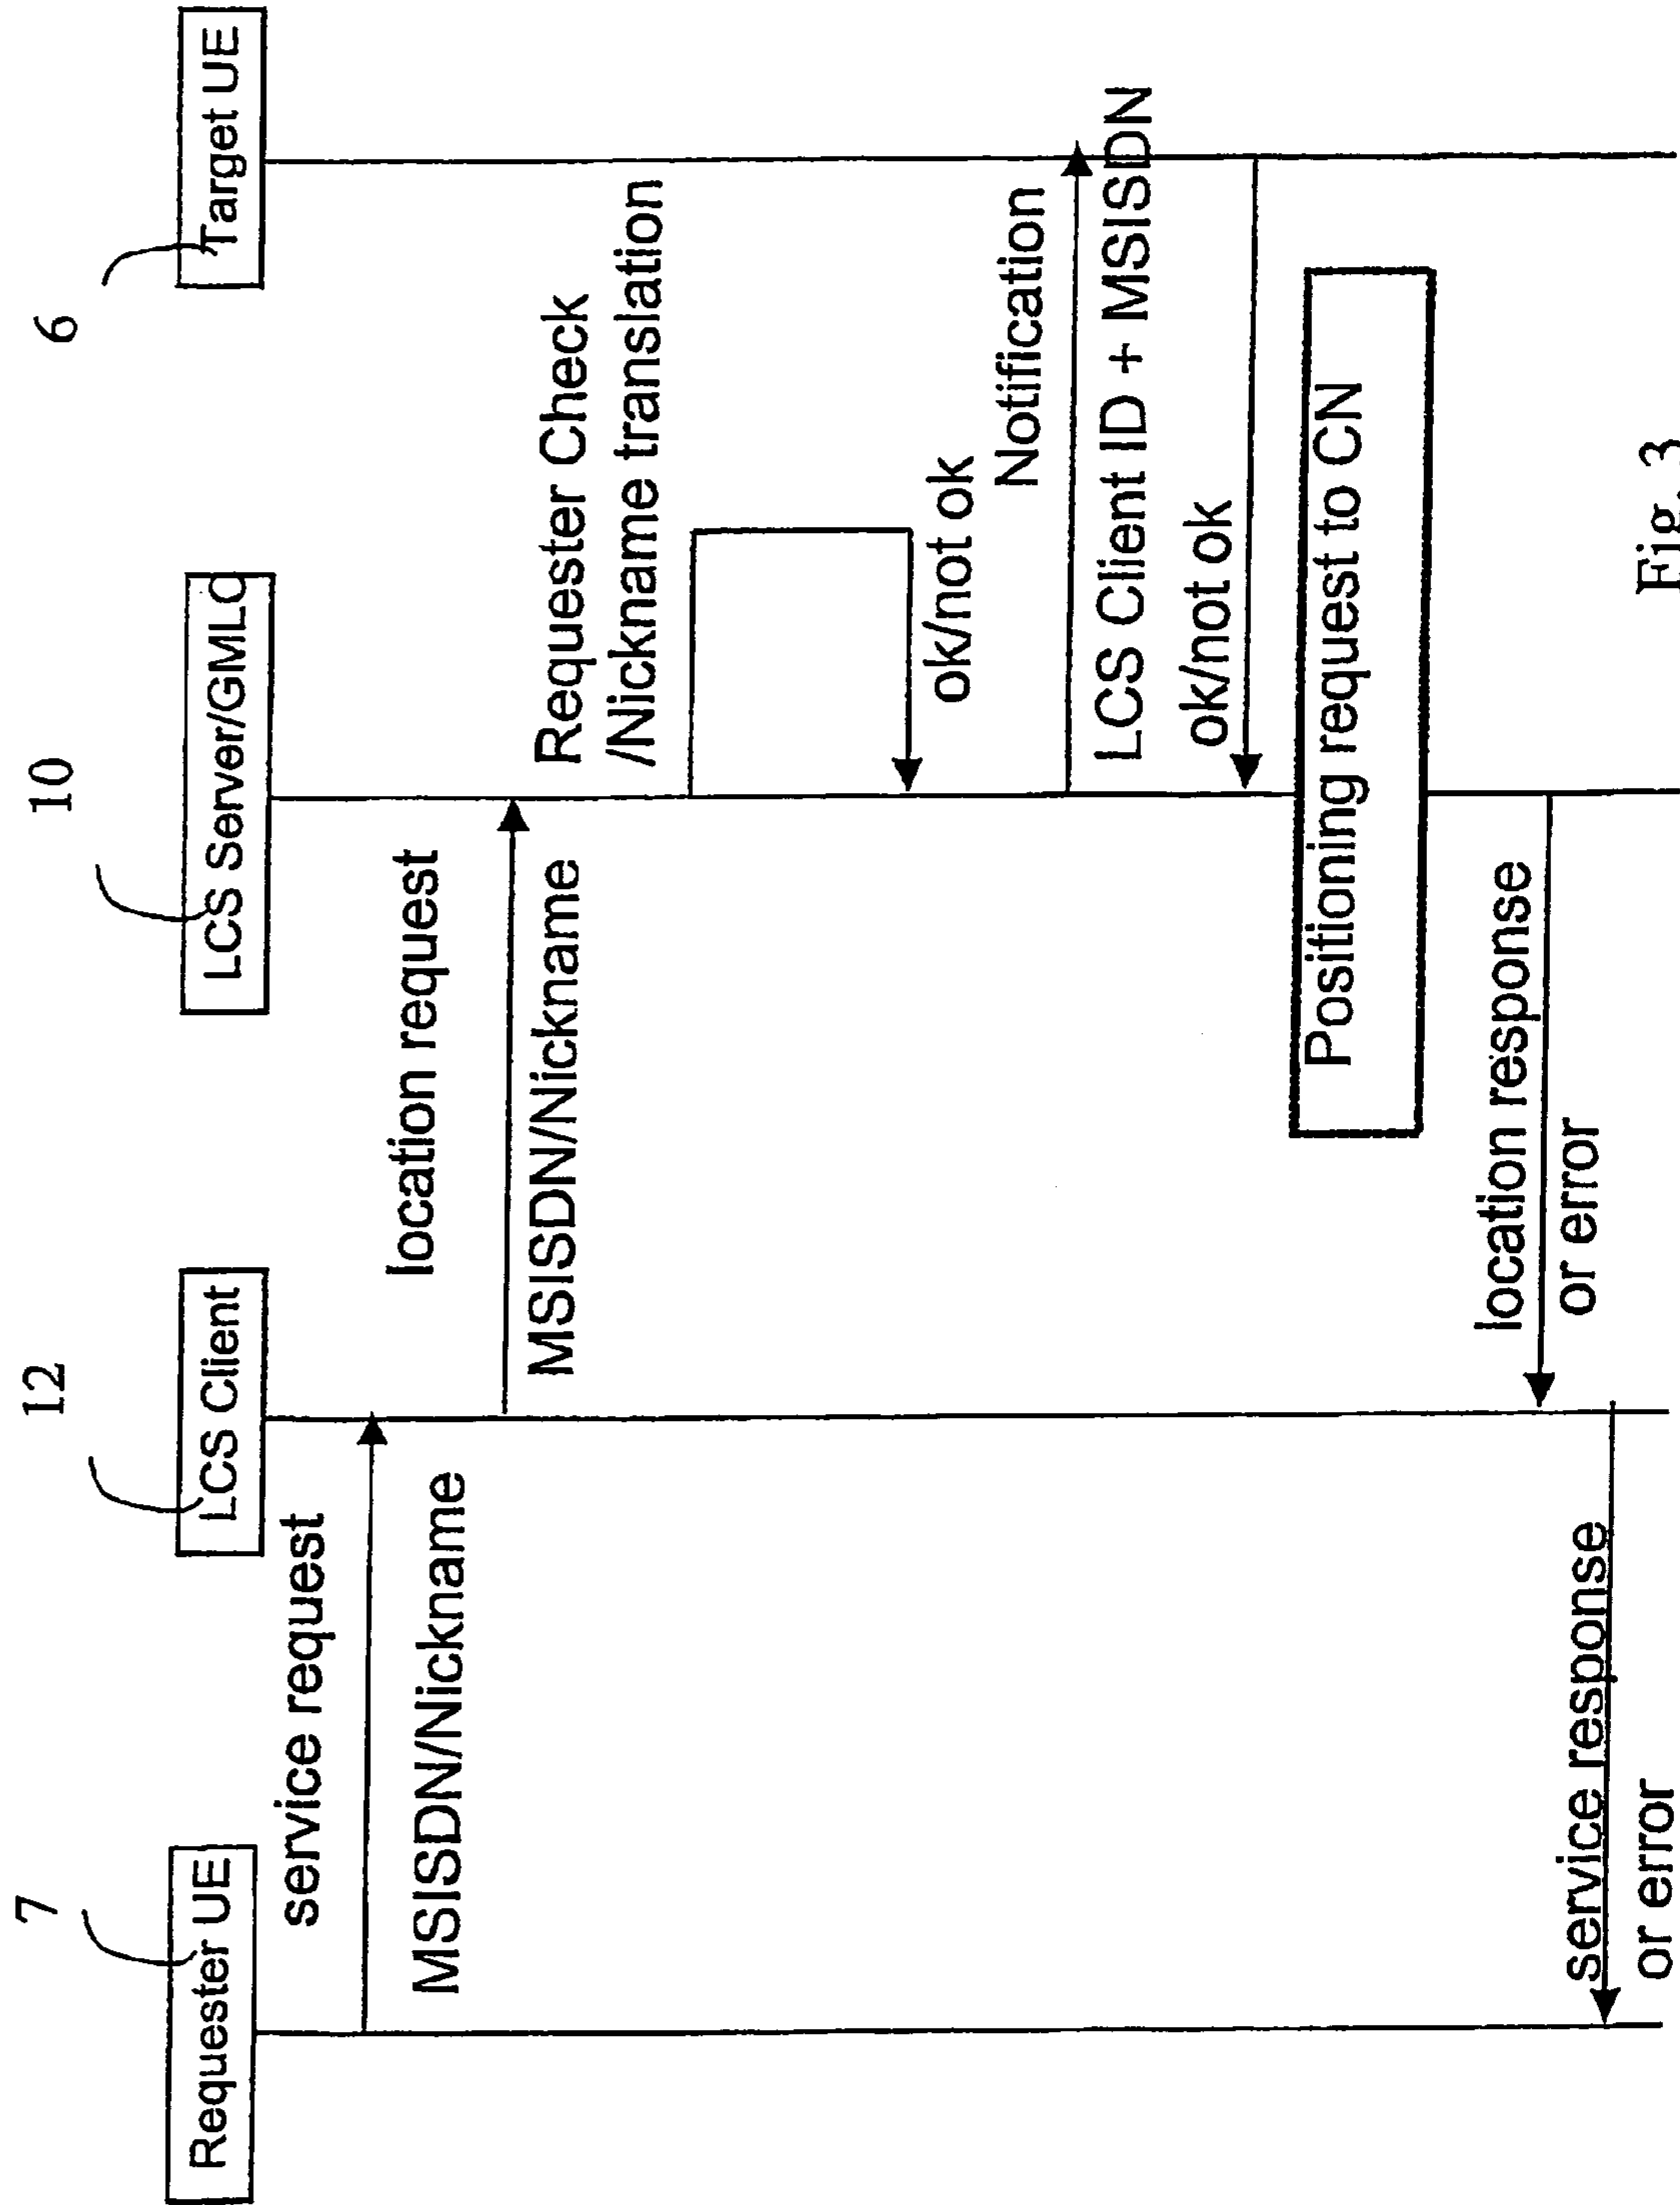 7
12
10
6
Requester UE
LCS Client
LCS Server/GMLC
Target UE
service request
MSISDN/Nickname
location request
MSISDN/Nickname
Requester Check
/Nickname translation
ok/not ok
Notification
LCS Client ID + MSISDN
ok/not ok
Positioning request to CN
location response
or error
service response
or error
Fig. 3